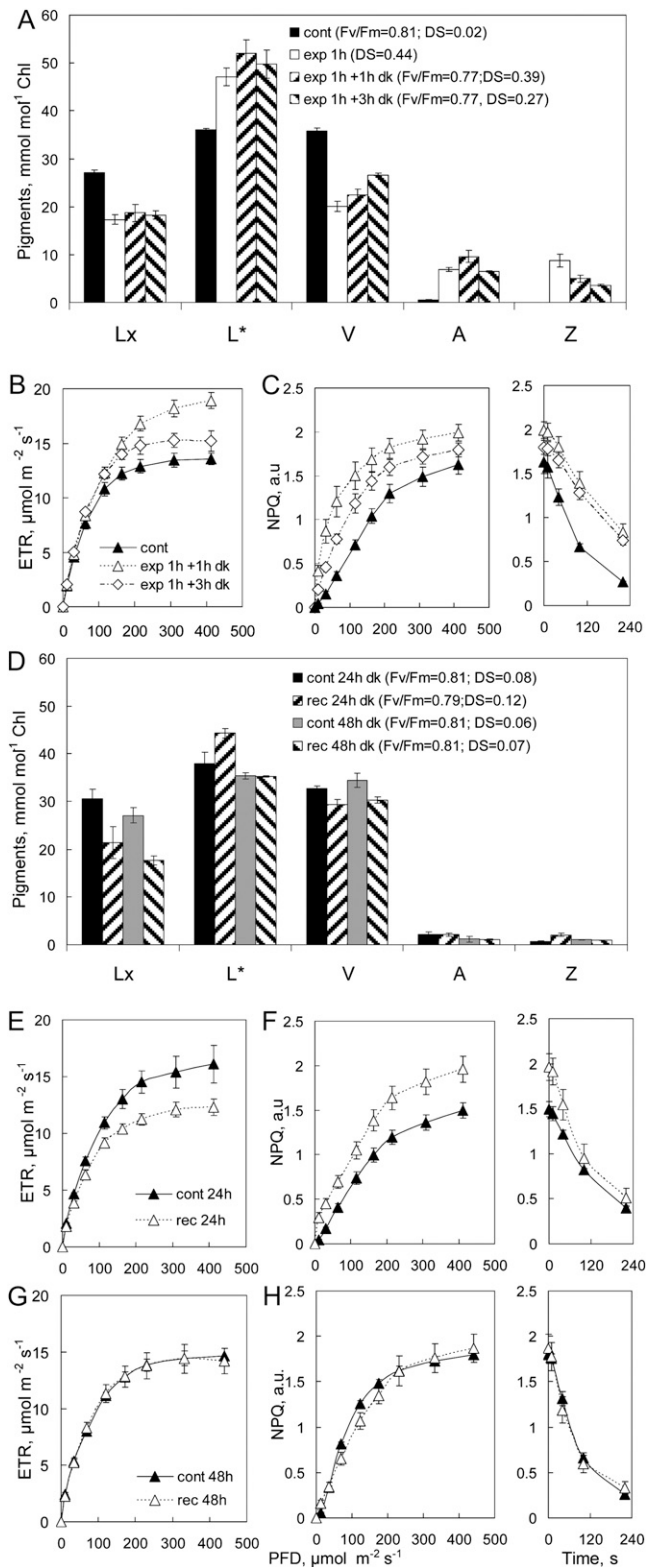 A
cont (Fv/Fm=0.81; DS=0.02)
exp 1h (DS=0.44)
exp 1h +1h dk (Fv/Fm=0.77;DS=0.39)
exp 1h +3h dk (Fv/Fm=0.77, DS=0.27)
Pigments, mmol mol¹ Chl
60
50
40
30
20
10
0
Lx L* V A Z
B
ETR, µmol m⁻² s⁻¹
20
15
10
5
0
cont
exp 1h +1h dk
exp 1h +3h dk
0 100 200 300 400 500
C
NPQ, a.u
2.5
2
1.5
1
0.5
0
0 100 200 300 400 500
2.5
2
1.5
1
0.5
0
0 120 240
D
cont 24h dk (Fv/Fm=0.81; DS=0.08)
rec 24h dk (Fv/Fm=0.79;DS=0.12)
cont 48h dk (Fv/Fm=0.81; DS=0.06)
rec 48h dk (Fv/Fm=0.81; DS=0.07)
Pigments, mmol mol¹ Chl
60
50
40
30
20
10
0
Lx L* V A Z
E
ETR, µmol m⁻² s⁻¹
20
15
10
5
0
cont 24h
rec 24h
0 100 200 300 400 500
F
NPQ, a.u
2.5
2
1.5
1
0.5
0
0 100 200 300 400 500
2.5
2
1.5
1
0.5
0
0 120 240
G
ETR, µmol m⁻² s⁻¹
20
15
10
5
0
cont 48h
rec 48h
0 100 200 300 400 500
H
NPQ, a.u.
2.5
2
1.5
1
0.5
0
0 100 200 300 400 500
PFD, µmol m⁻² s⁻¹
2.5
2
1.5
1
0.5
0
0 120 240
Time, s